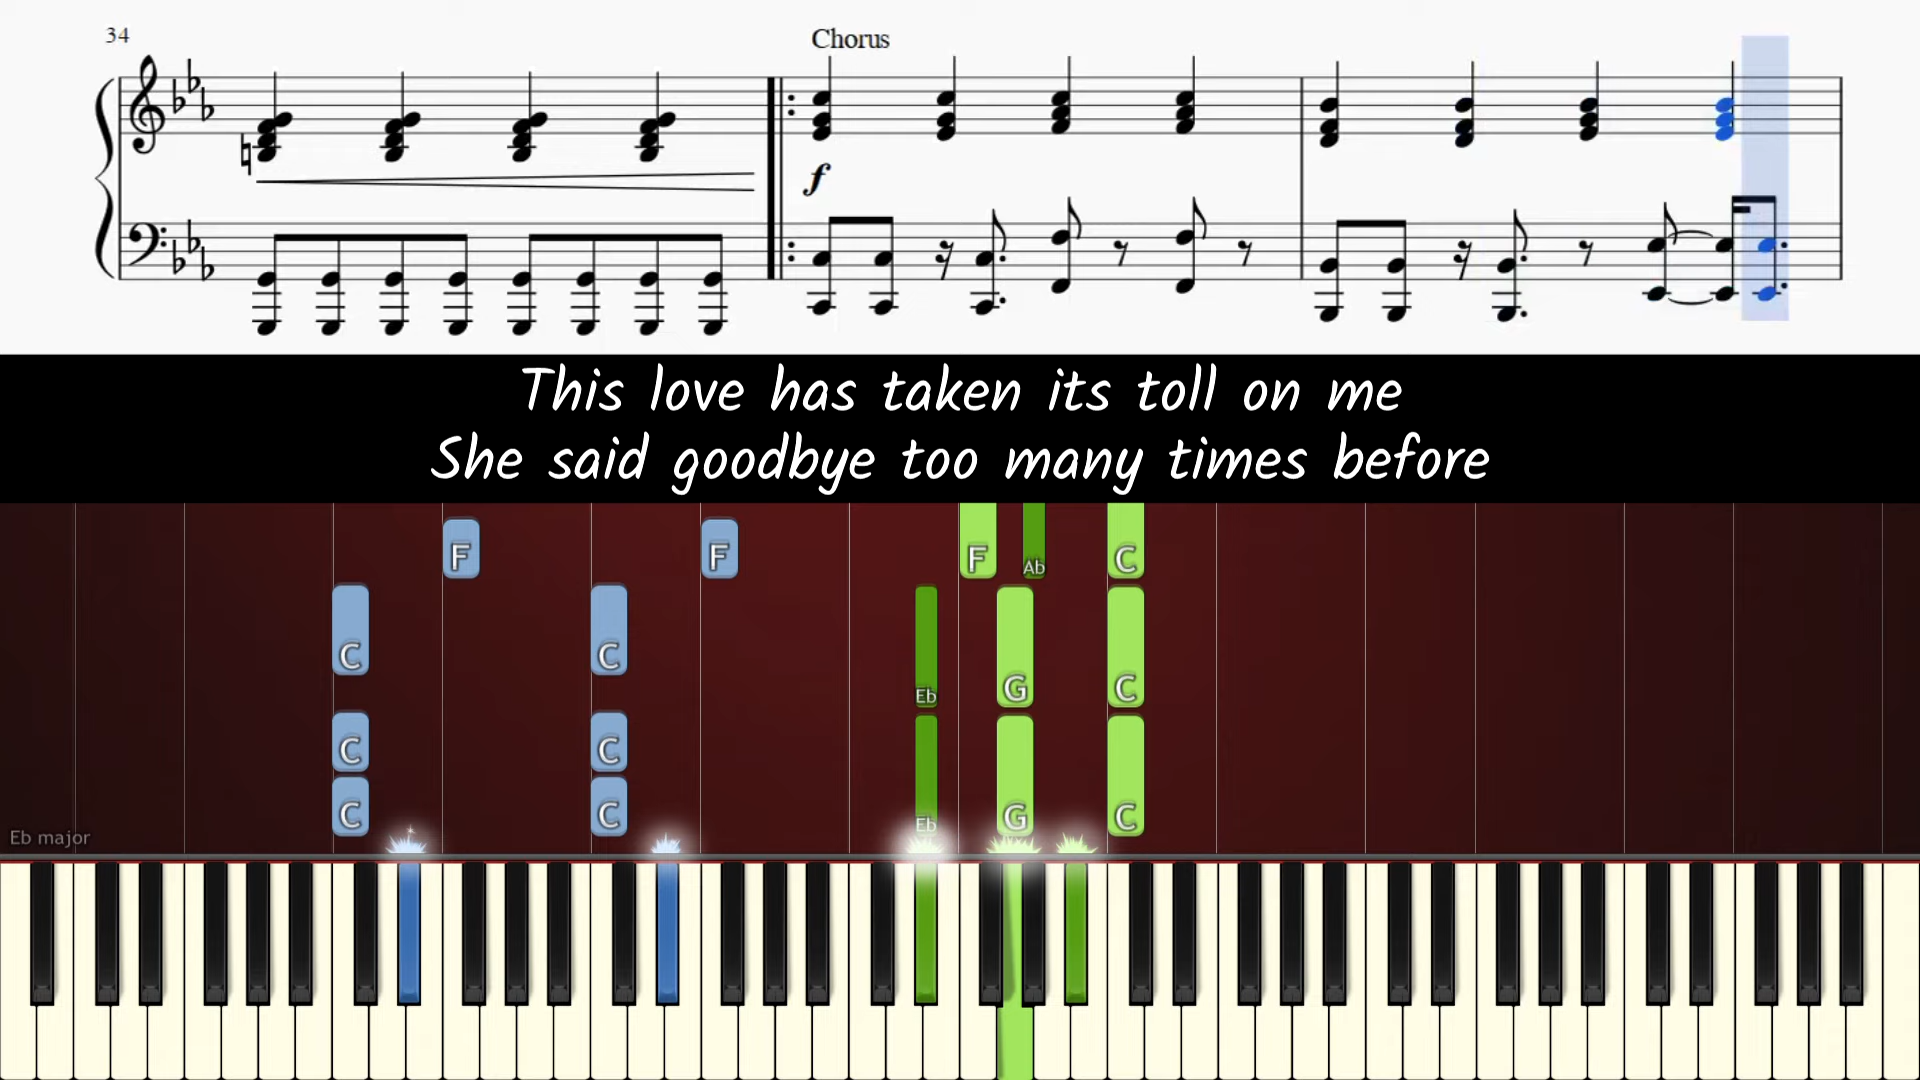 34
Chorus
f
This love has taken its toll on me
She said goodbye too many times before
F F F Ab C
C C Eb G C
C C
C C Eb G C
Eb major